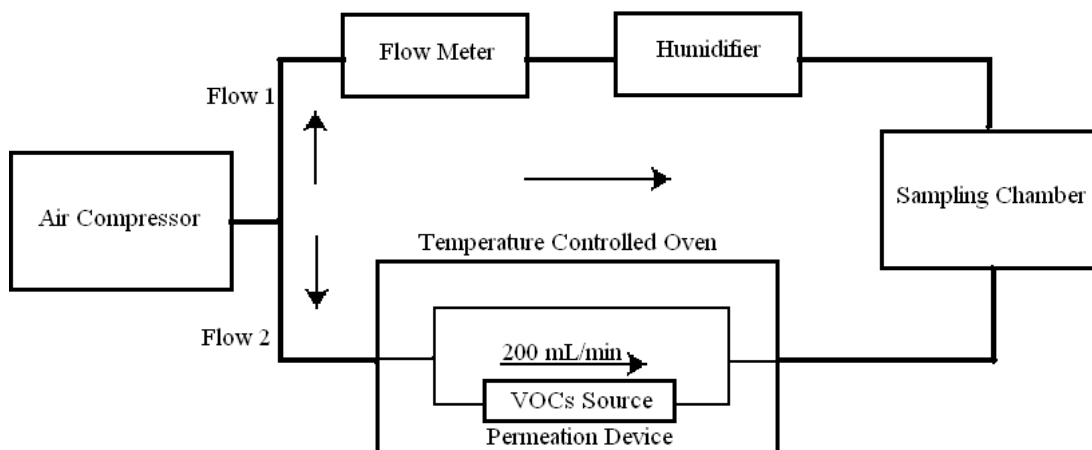 Flow Meter
Humidifier
Flow 1
Air Compressor
Sampling Chamber
Temperature Controlled Oven
Flow 2
200 mL/min
VOCs Source
Permeation Device